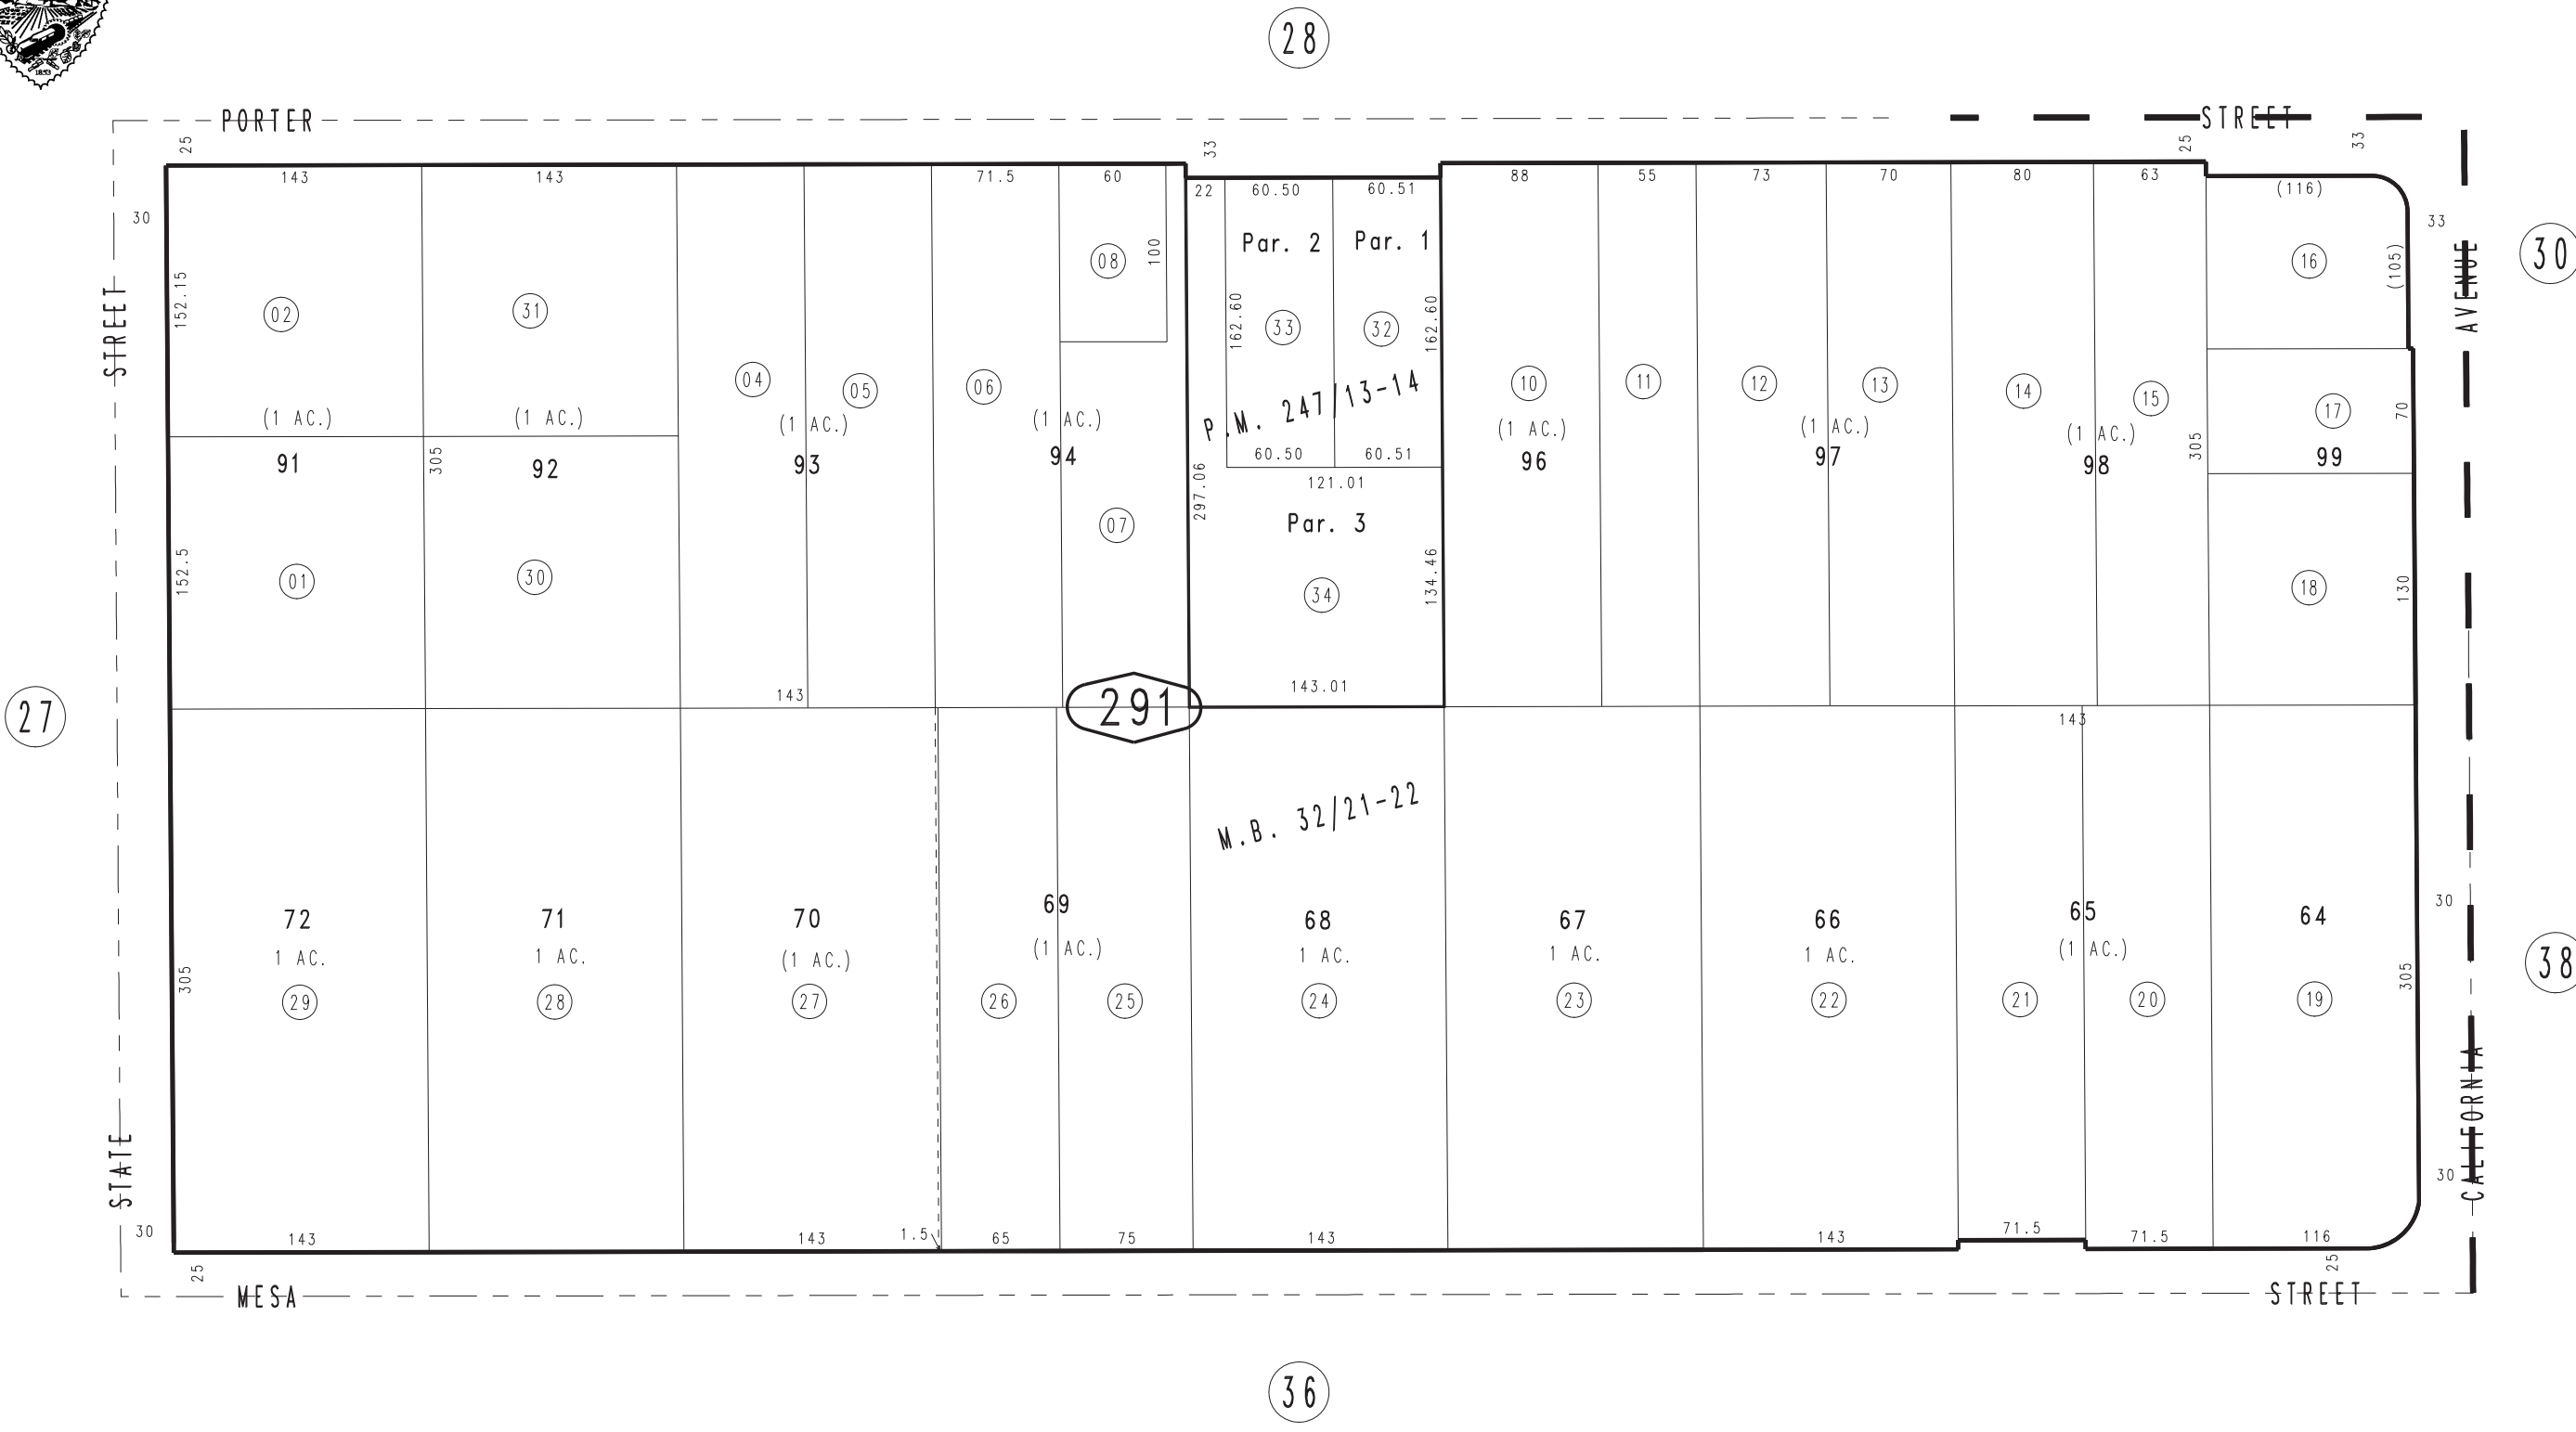 1853
28
PORTER STREET
25 33 25 33
143 143 71.5 60 22 60.50 60.51 88 55 73 70 80 63 (116)
30 33
Par. 2 Par. 1
STREET AVENUE
30
152.15 100 (105)
08 16
02 31 162.60 33 32 162.60
04 05 06 10 11 12 13 14 15 17 70
P.M. 247/13-14
(1 AC.) (1 AC.) (1 AC.) (1 AC.) (1 AC.) (1 AC.) (1 AC.)
91 305 92 93 94 60.50 60.51 96 97 98 305 99
297.06 121.01
Par. 3
07
152.5 01 30 34 134.46 18 130
143 143.01
27
291
143
M.B. 32/21-22
72 71 70 69 68 67 66 65 64
1 AC. 1 AC. (1 AC.) (1 AC.) 1 AC. 1 AC. 1 AC. (1 AC.)
30
38
305 305
29 28 27 26 25 24 23 22 21 20 19
STATE CALIFORNIA
30 30
143 143 1.5 65 75 143 143 71.5 71.5 116
25 25
MESA STREET
36